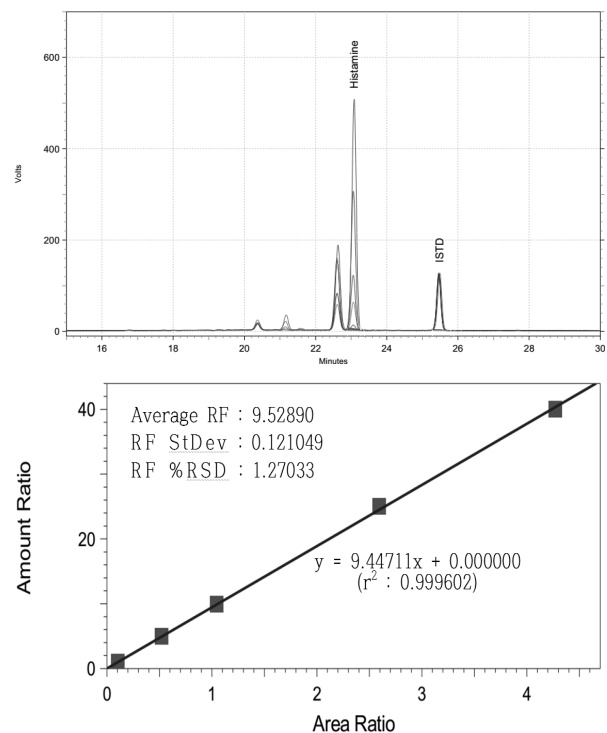 600
400
200
0
Volts
Histamine
ISTD
16 18 20 22 24 26 28 30
Minutes
Average RF : 9.52890
RF StDev : 0.121049
RF %RSD : 1.27033
y = 9.44711x + 0.000000
(r² : 0.999602)
40
20
0
Amount Ratio
0 1 2 3 4
Area Ratio